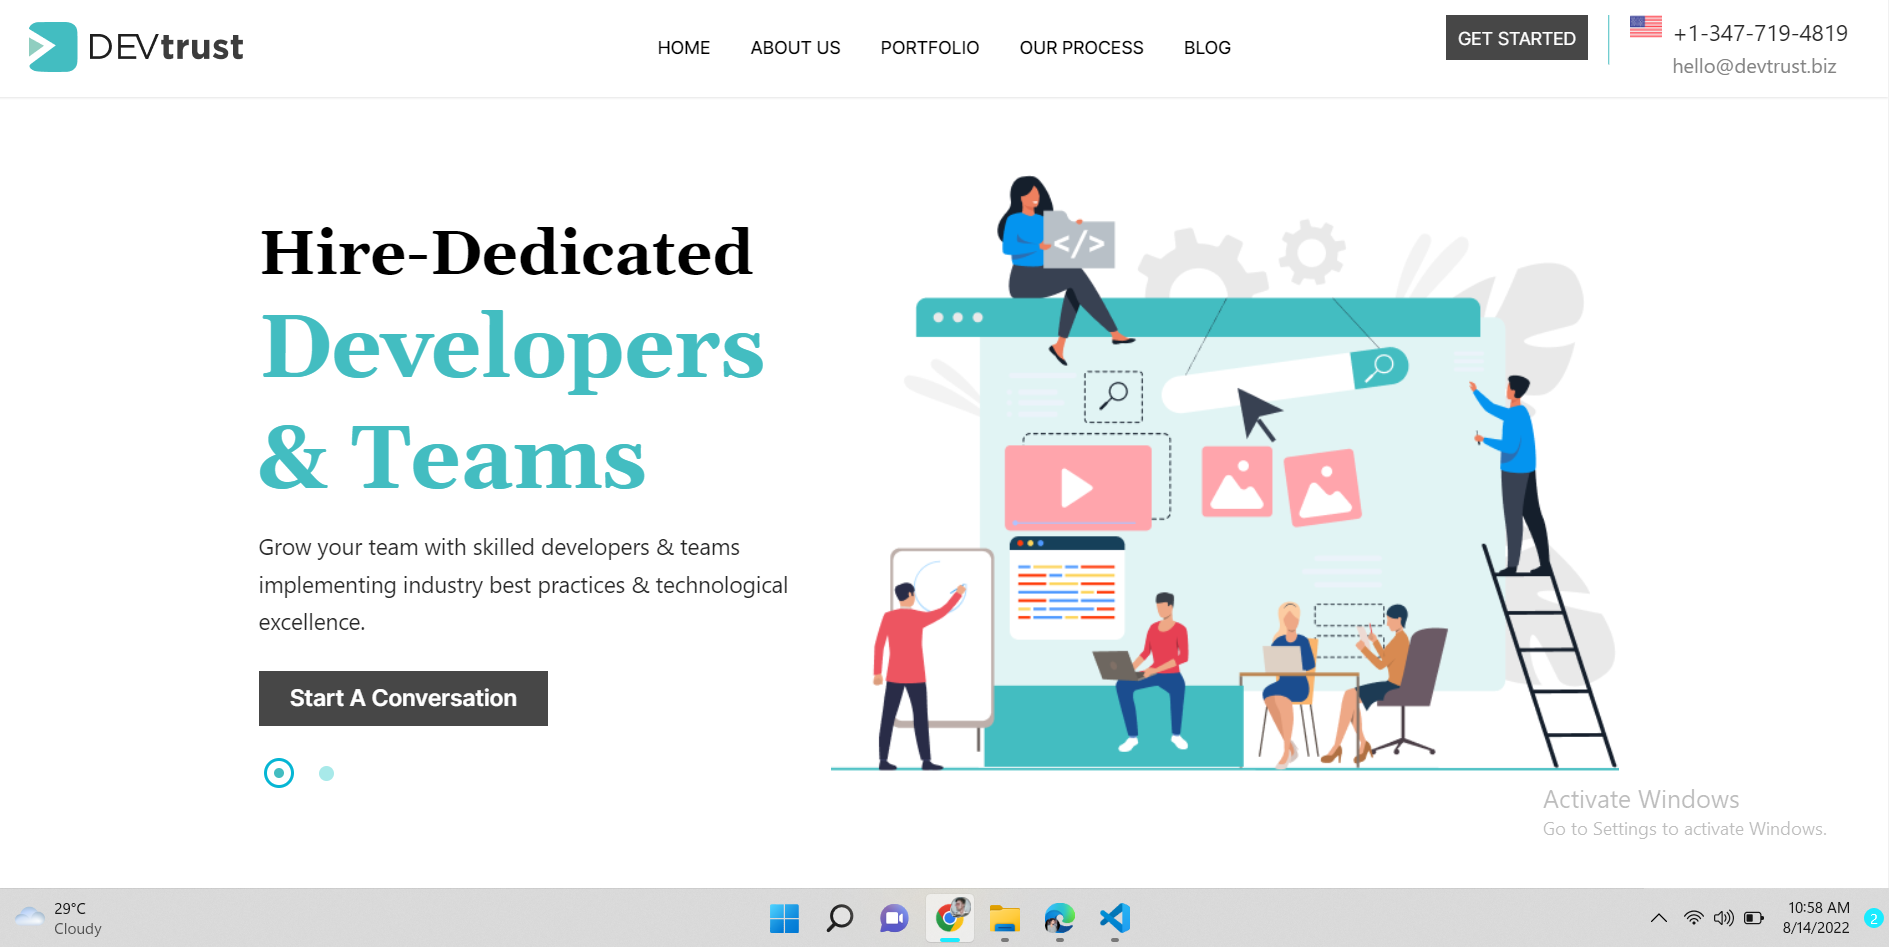 DEVtrust
HOME ABOUT US PORTFOLIO OUR PROCESS BLOG
GET STARTED
+1-347-719-4819
hello@devtrust.biz
Hire-Dedicated
Developers
& Teams
Grow your team with skilled developers & teams
implementing industry best practices & technological
excellence.
Start A Conversation
</>
Activate Windows
Go to Settings to activate Windows.
29°C
Cloudy
10:58 AM
8/14/2022
2